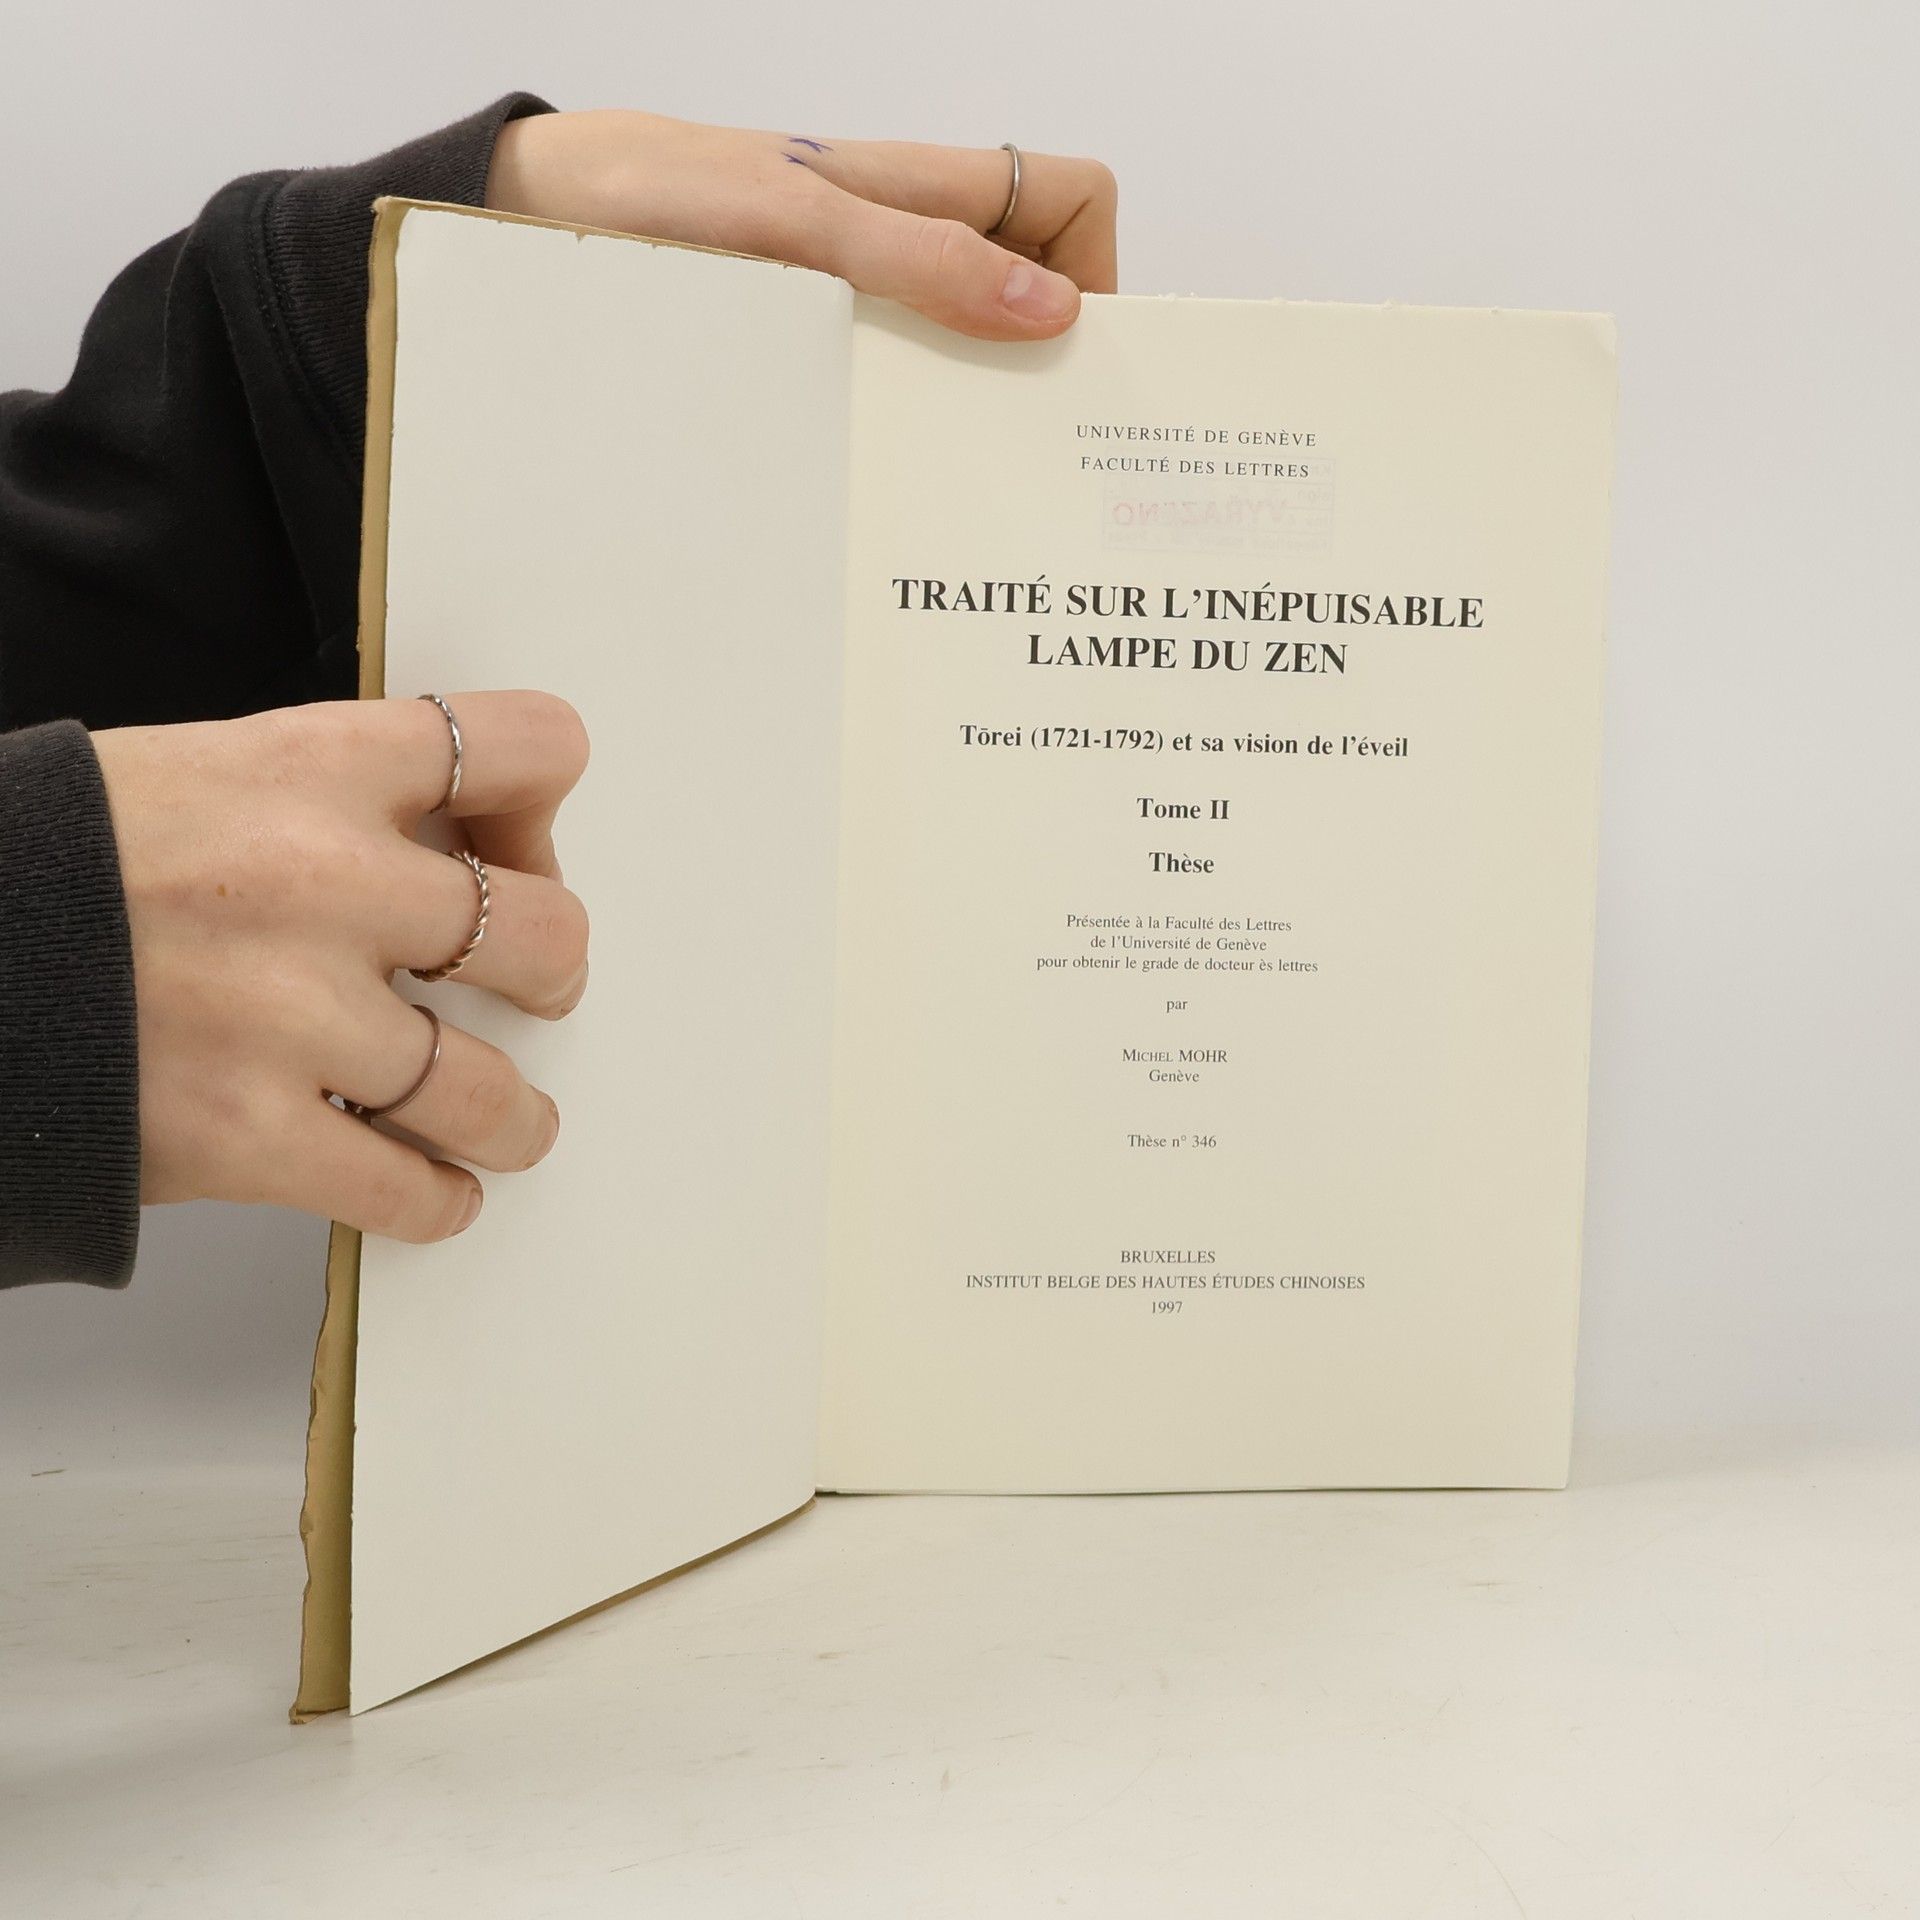 UNIVERSITÉ DE GENÈVE
FACULTÉ DES LETTRES
VYŘAZENO
TRAITÉ SUR L'INÉPUISABLE
LAMPE DU ZEN
Tōrei (1721-1792) et sa vision de l'éveil
Tome II
Thèse
Présentée à la Faculté des Lettres
de l'Université de Genève
pour obtenir le grade de docteur ès lettres
par
MICHEL MOHR
Genève
Thèse n° 346
BRUXELLES
INSTITUT BELGE DES HAUTES ÉTUDES CHINOISES
1997